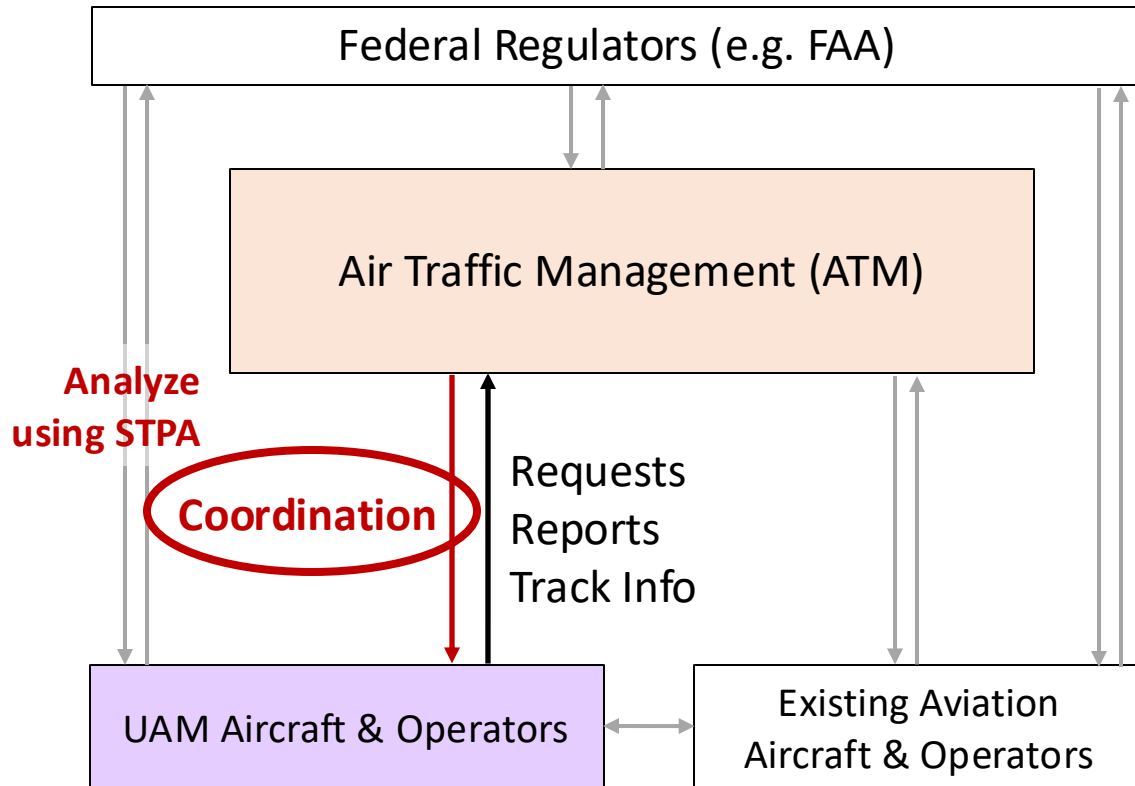 Federal Regulators (e.g. FAA)
Air Traffic Management (ATM)
Analyze
using STPA
Coordination
Requests
Reports
Track Info
UAM Aircraft & Operators
Existing Aviation
Aircraft & Operators